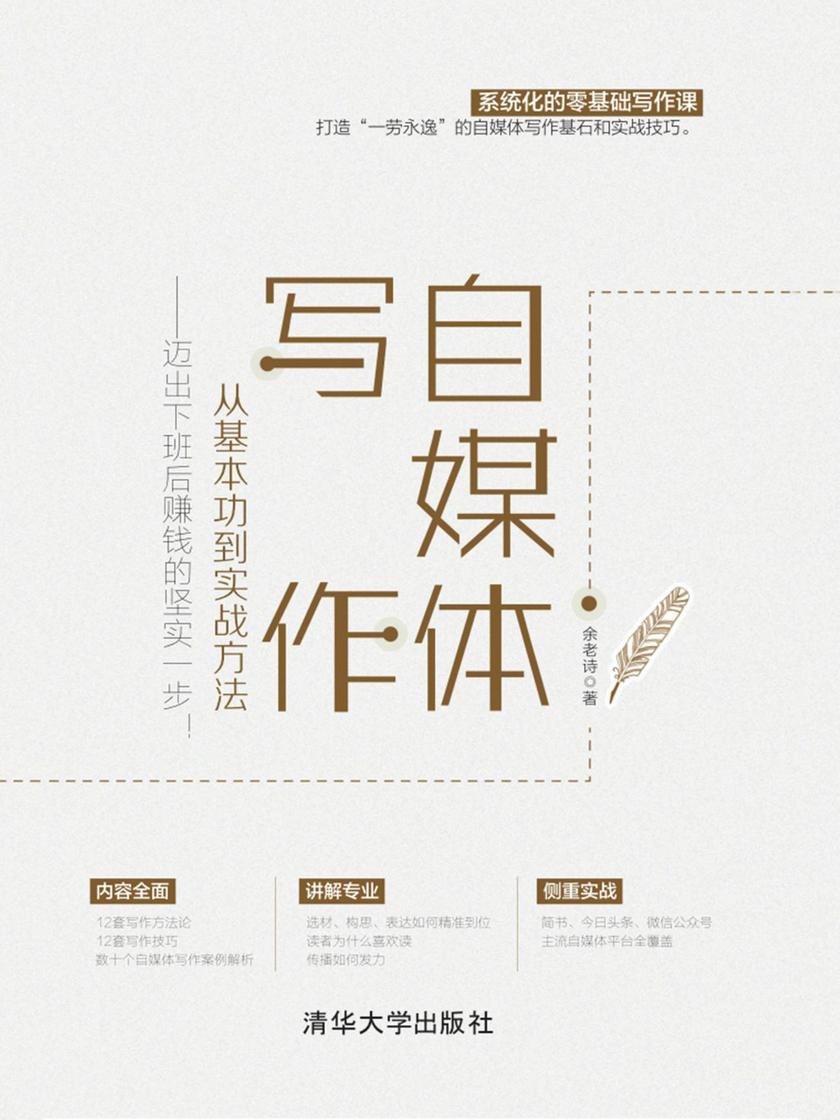 系统化的零基础写作课
打造“一劳永逸”的自媒体写作基石和实战技巧。
自媒体
写作
从基本功到实战方法
——迈出下班后赚钱的坚实一步！
余老诗◎著
内容全面
12套写作方法论
12套写作技巧
数十个自媒体写作案例解析
讲解专业
选材、构思、表达如何精准到位
读者为什么喜欢读
传播如何发力
侧重实战
简书、今日头条、微信公众号
主流自媒体平台全覆盖
清华大学出版社